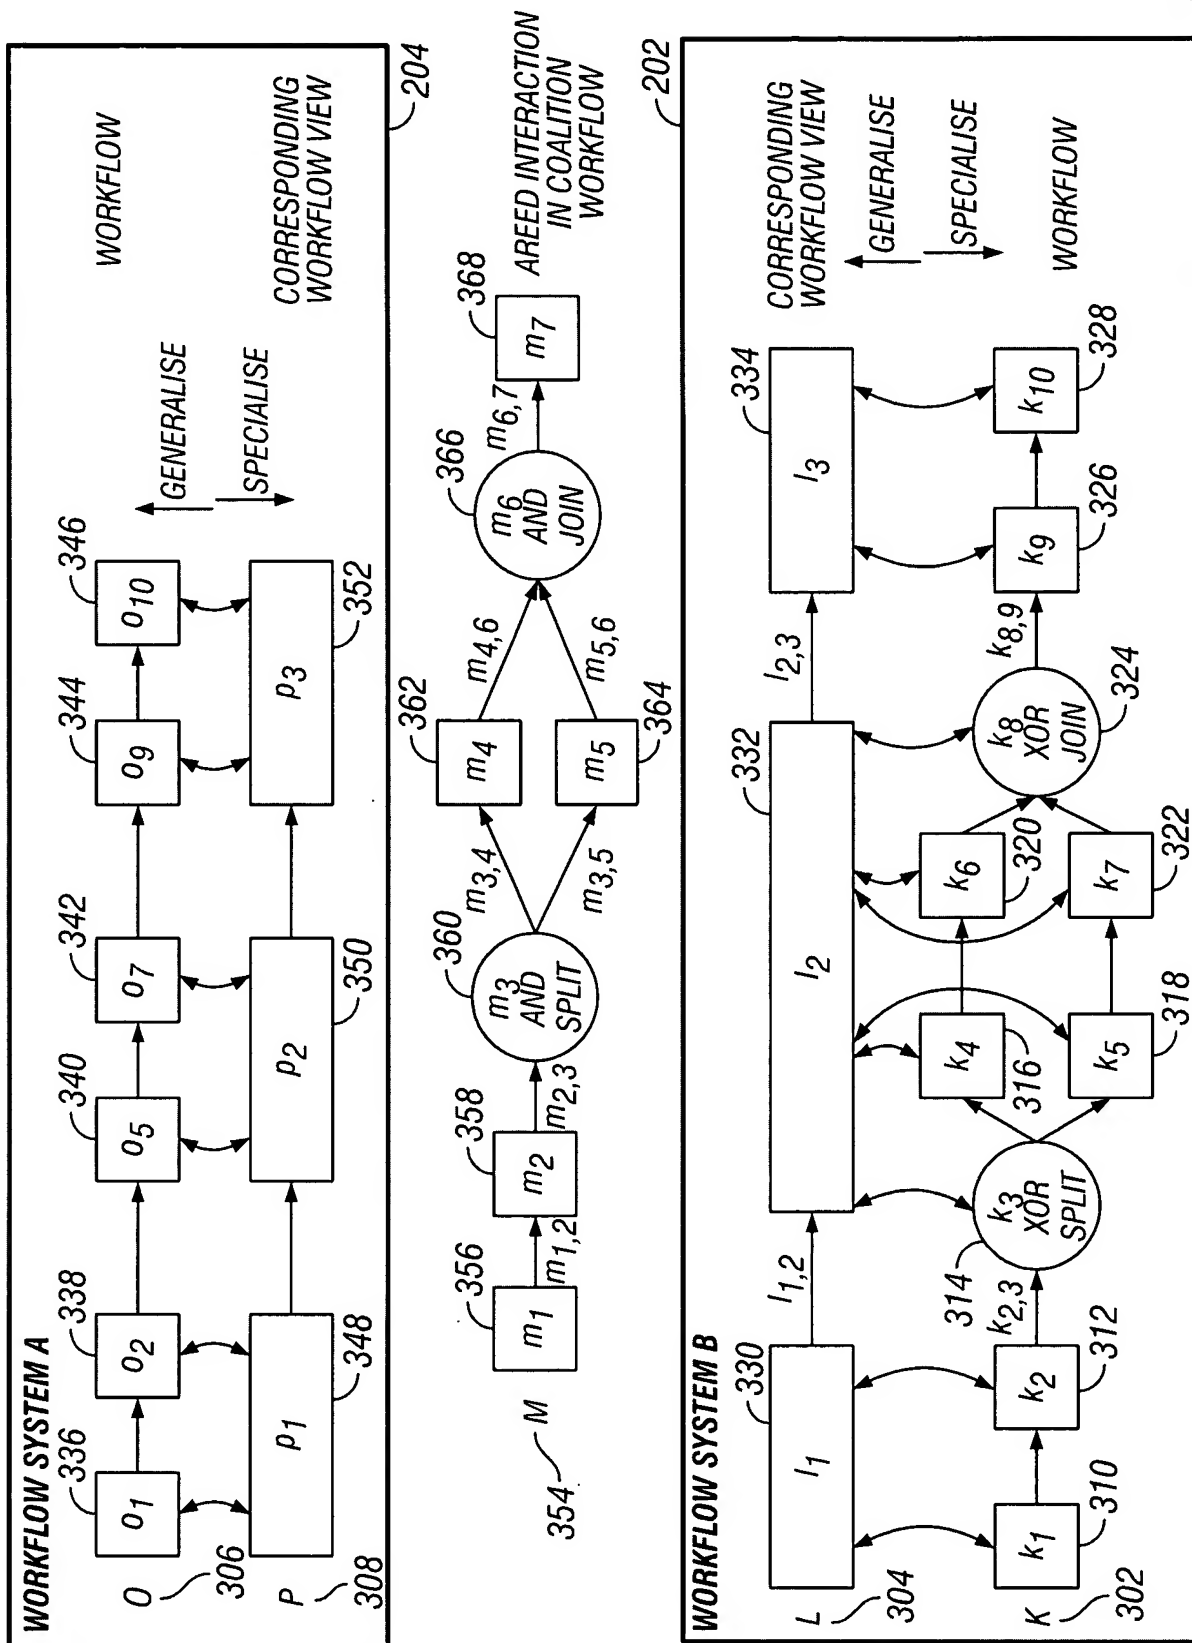 WORKFLOW SYSTEM A
336
338
340
342
344
346
o1
o2
o5
o7
o9
o10
WORKFLOW
O
306
GENERALISE
SPECIALISE
P
308
p1
348
p2
350
p3
352
CORRESPONDING
WORKFLOW VIEW
204
M
354
356
m1
m1,2
358
m2
m2,3
360
m3
AND
SPLIT
m3,4
m3,5
362
m4
m5
364
m4,6
m5,6
366
m6
AND
JOIN
m6,7
368
m7
AREED INTERACTION
IN COALITION
WORKFLOW
WORKFLOW SYSTEM B
202
L
304
330
l1
l1,2
332
l2
l2,3
334
l3
CORRESPONDING
WORKFLOW VIEW
GENERALISE
SPECIALISE
K
302
k1
310
k2
312
k2,3
314
k3
XOR
SPLIT
k4
316
k5
318
k6
320
k7
322
k8
XOR
JOIN
324
k8,9
k9
326
k10
328
WORKFLOW